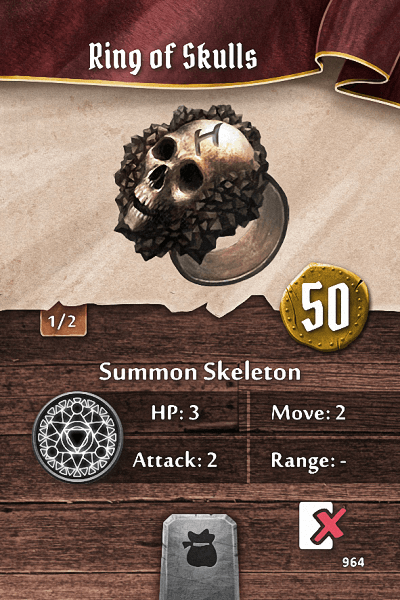 Ring of Skulls
50
1/2
Summon Skeleton
HP: 3 Move: 2
Attack: 2 Range: -
964